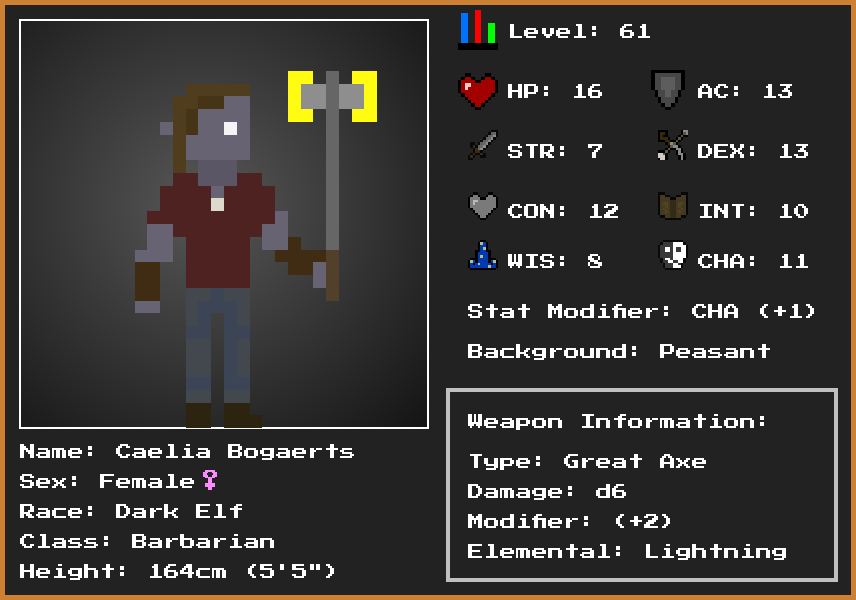 Level: 61
HP: 16 AC: 13
STR: 7 DEX: 13
CON: 12 INT: 10
WIS: 8 CHA: 11
Stat Modifier: CHA (+1)
Background: Peasant
Weapon Information:
Type: Great Axe
Damage: d6
Modifier: (+2)
Elemental: Lightning
Name: Caelia Bogaerts
Sex: Female♀
Race: Dark Elf
Class: Barbarian
Height: 164cm (5'5")